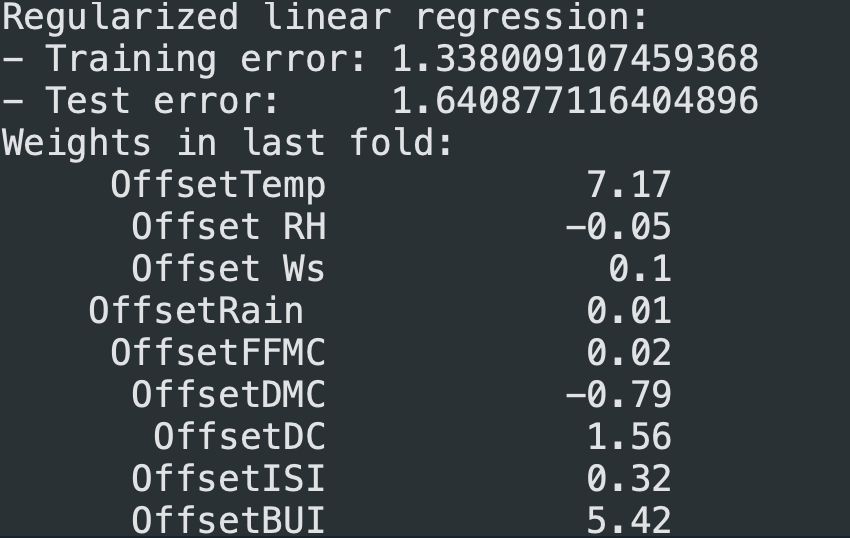 Regularized linear regression:
- Training error: 1.338009107459368
- Test error: 1.640877116404896
Weights in last fold:
OffsetTemp 7.17
Offset RH -0.05
Offset Ws 0.1
OffsetRain 0.01
OffsetFFMC 0.02
OffsetDMC -0.79
OffsetDC 1.56
OffsetISI 0.32
OffsetBUI 5.42